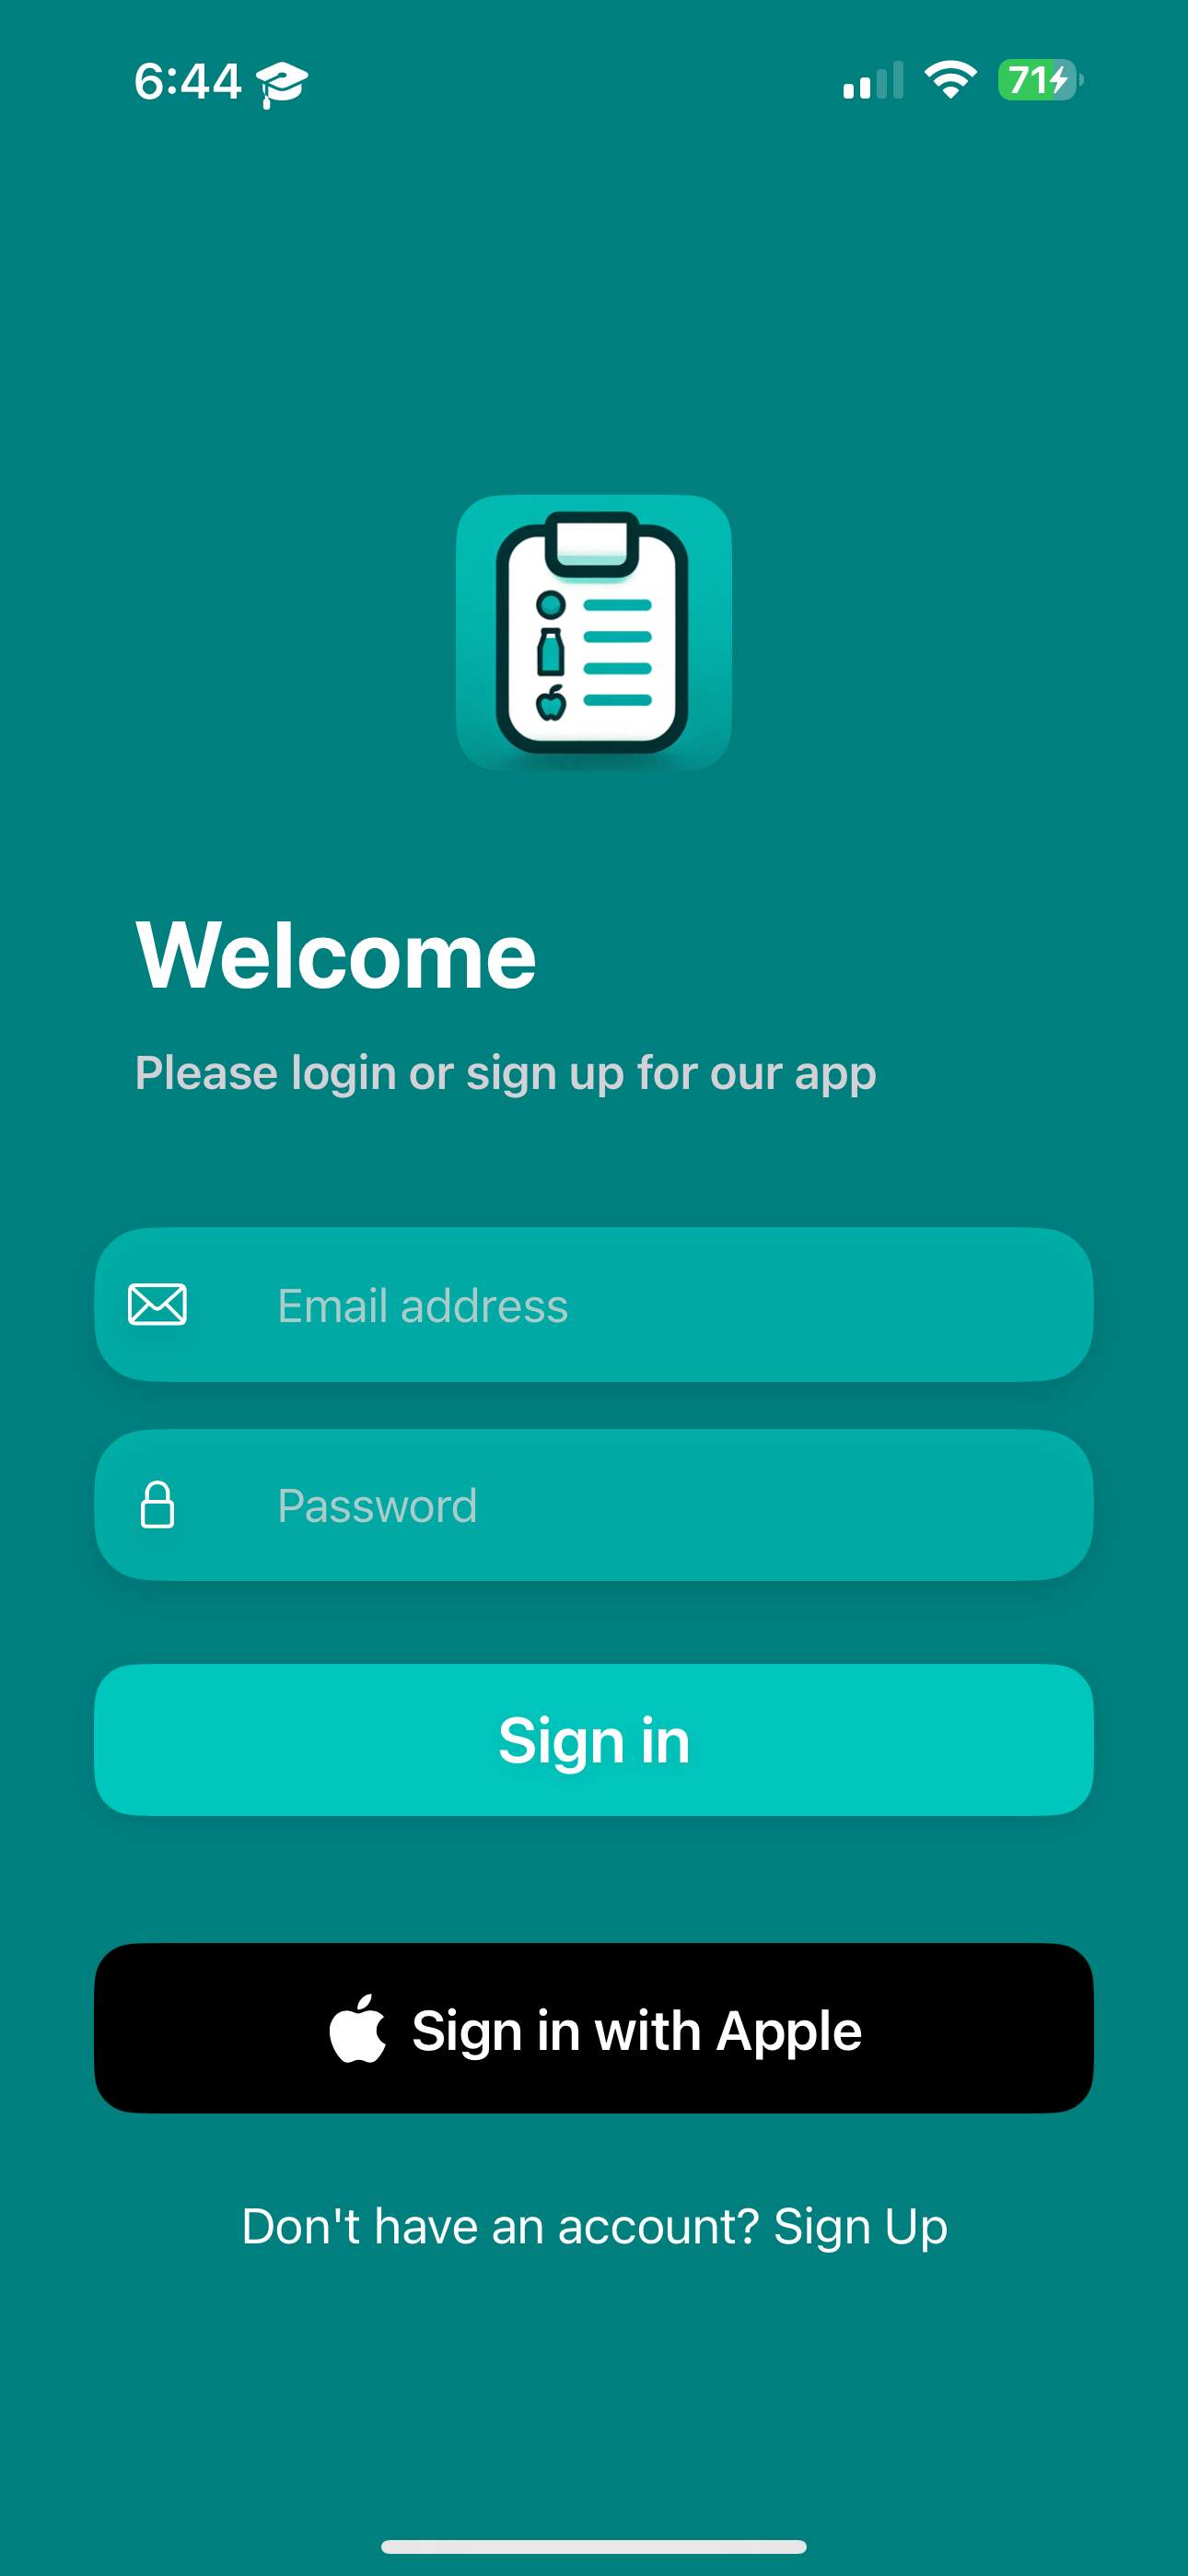 6:44
71
Welcome
Please login or sign up for our app
Email address
Password
Sign in
Sign in with Apple
Don't have an account? Sign Up